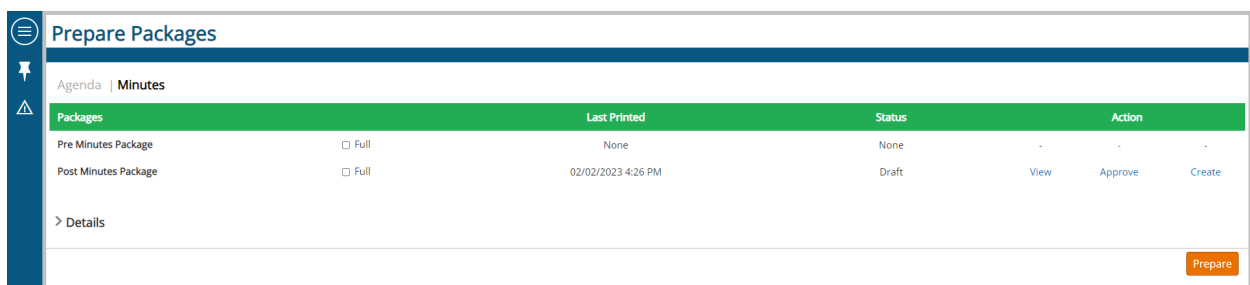 Prepare Packages
Agenda | Minutes
Packages Last Printed Status Action
Pre Minutes Package Full None None - - -
Post Minutes Package Full 02/02/2023 4:26 PM Draft View Approve Create
> Details
Prepare